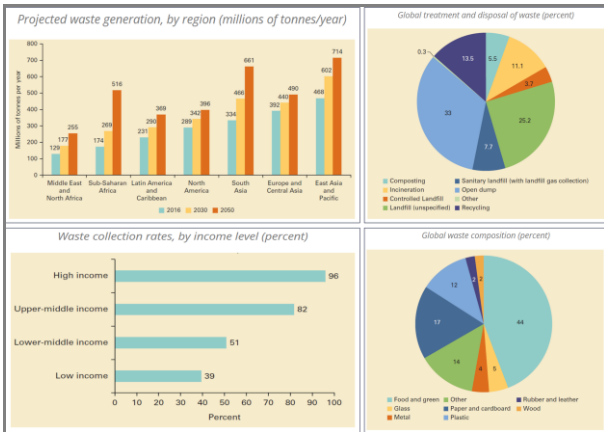 Projected waste generation, by region (millions of tonnes/year)
Millions of tonnes per year
800
700
600
500
400
300
200
100
0
129 177 255
174 269 516
231 290 369
289 342 396
334 466 661
392 440 490
468 602 714
Middle East and North Africa
Sub-Saharan Africa
Latin America and Caribbean
North America
South Asia
Europe and Central Asia
East Asia and Pacific
2016 2030 2050
Global treatment and disposal of waste (percent)
0.3
13.5
5.5
11.1
3.7
25.2
7.7
33
Composting
Incineration
Controlled Landfill
Landfill (unspecified)
Sanitary landfill (with landfill gas collection)
Open dump
Other
Recycling
Waste collection rates, by income level (percent)
High income 96
Upper-middle income 82
Lower-middle income 51
Low income 39
0 10 20 30 40 50 60 70 80 90 100
Percent
Global waste composition (percent)
2
2
12
17
14
4
5
44
Food and green
Glass
Metal
Other
Paper and cardboard
Plastic
Rubber and leather
Wood